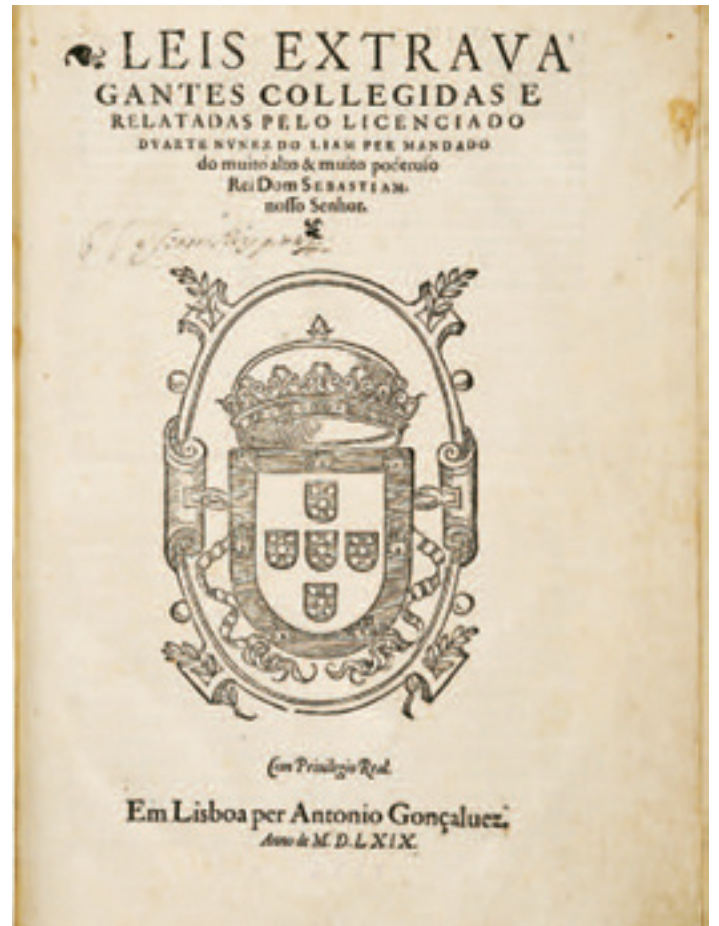 LEIS EXTRAVA
GANTES COLLEGIDAS E
RELATADAS PELO LICENCIADO
DVARTE NVNEZ DO LIAM PER MANDADO
do muito alto & muito poderoso
Rei Dom SEBASTIAM.
nosso Senhor.
Com Priuilegio Real.
Em Lisboa per Antonio Gonçaluez.
Anno de M. D. LXIX.